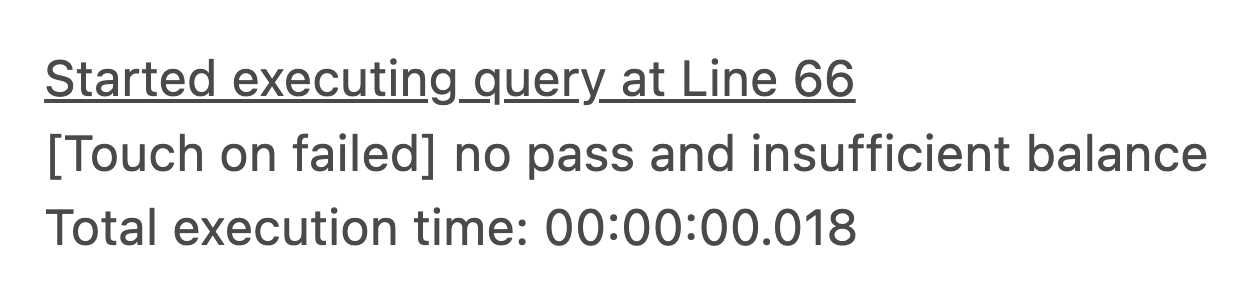 Started executing query at Line 66
[Touch on failed] no pass and insufficient balance
Total execution time: 00:00:00.018